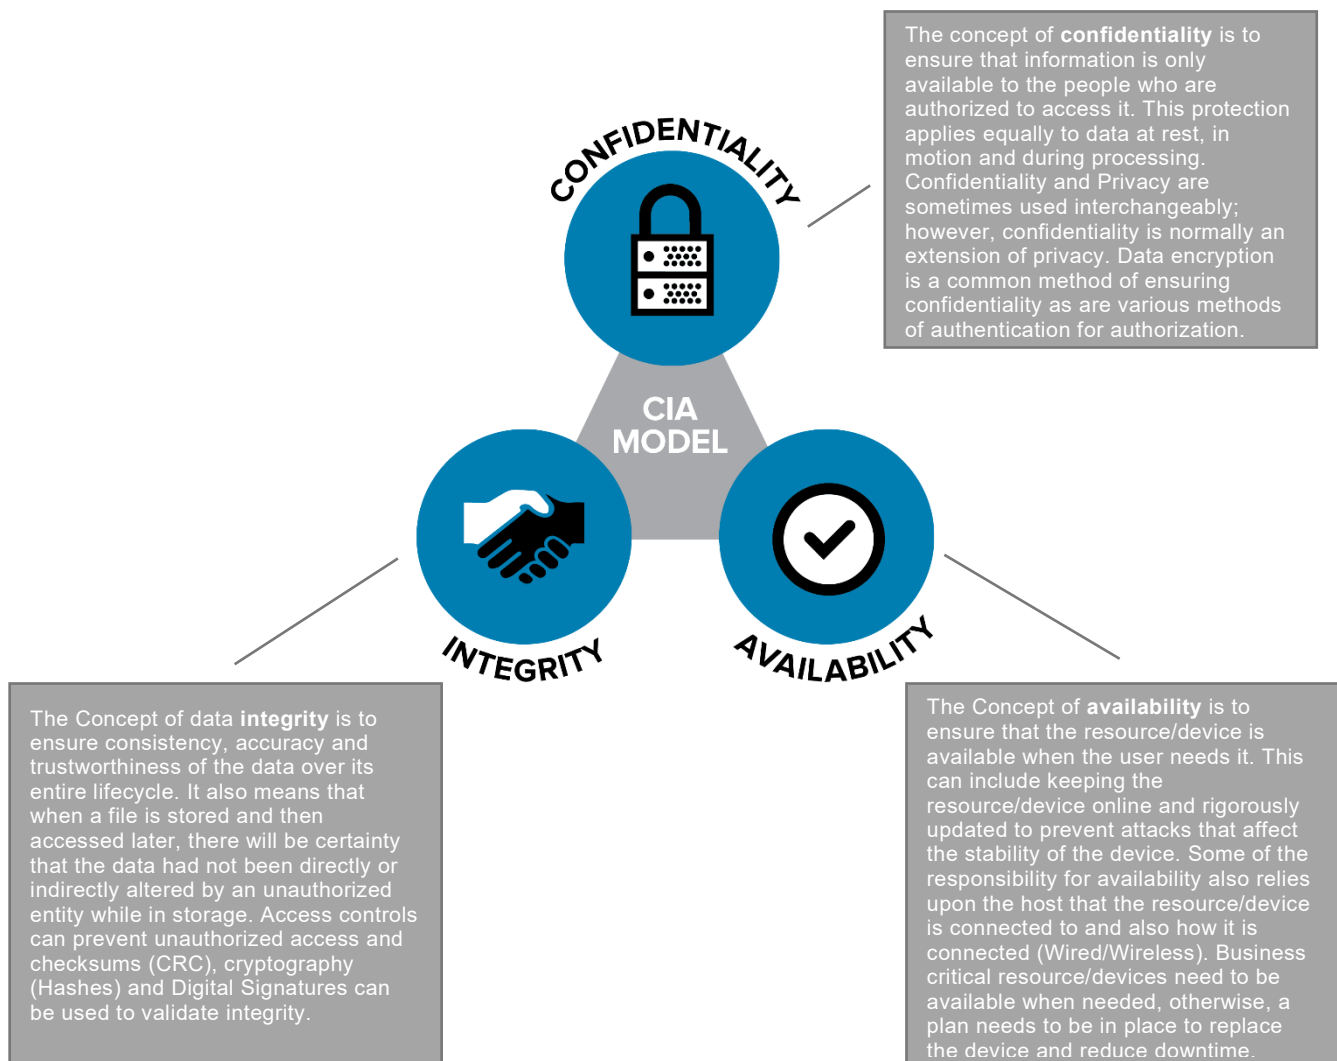 The concept of confidentiality is to
ensure that information is only
available to the people who are
authorized to access it. This protection
applies equally to data at rest, in
motion and during processing.
Confidentiality and Privacy are
sometimes used interchangeably;
however, confidentiality is normally an
extension of privacy. Data encryption
is a common method of ensuring
confidentiality as are various methods
of authentication for authorization.
CONFIDENTIALITY
CIA
MODEL
INTEGRITY
AVAILABILITY
The Concept of data integrity is to
ensure consistency, accuracy and
trustworthiness of the data over its
entire lifecycle. It also means that
when a file is stored and then
accessed later, there will be certainty
that the data had not been directly or
indirectly altered by an unauthorized
entity while in storage. Access controls
can prevent unauthorized access and
checksums (CRC), cryptography
(Hashes) and Digital Signatures can
be used to validate integrity.
The Concept of availability is to
ensure that the resource/device is
available when the user needs it. This
can include keeping the
resource/device online and rigorously
updated to prevent attacks that affect
the stability of the device. Some of the
responsibility for availability also relies
upon the host that the resource/device
is connected to and also how it is
connected (Wired/Wireless). Business
critical resource/devices need to be
available when needed, otherwise, a
plan needs to be in place to replace
the device and reduce downtime.